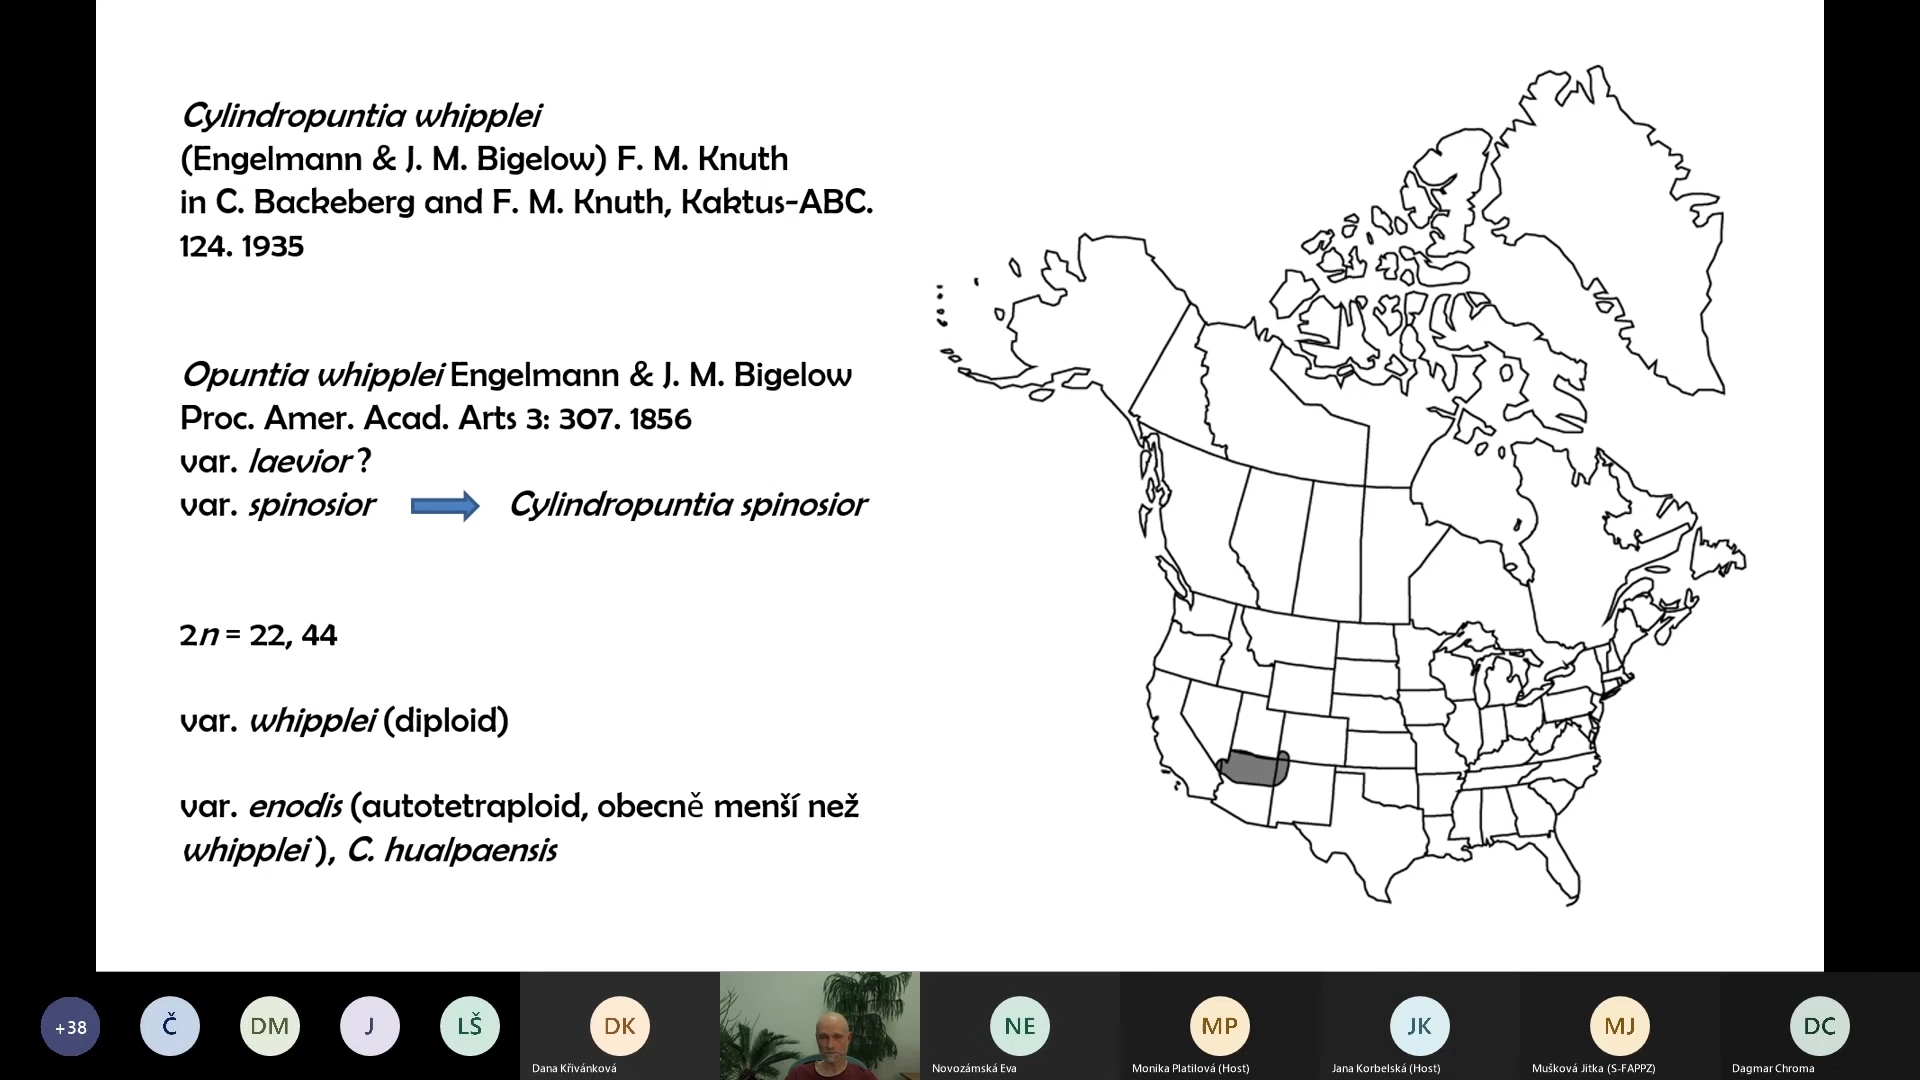 Cylindropuntia whipplei
(Engelmann & J. M. Bigelow) F. M. Knuth
in C. Backeberg and F. M. Knuth, Kaktus-ABC.
124. 1935
Opuntia whipplei Engelmann & J. M. Bigelow
Proc. Amer. Acad. Arts 3: 307. 1856
var. laevior ?
var. spinosior Cylindropuntia spinosior
2n = 22, 44
var. whipplei (diploid)
var. enodis (autotetraploid, obecně menší než
whipplei ), C. hualpaensis
+38 Č DM J LŠ DK NE MP JK MJ DC
Dana Křivánková Novozámská Eva Monika Platilová (Host) Jana Korbelská (Host) Mušková Jitka (S-FAPPZ) Dagmar Chroma